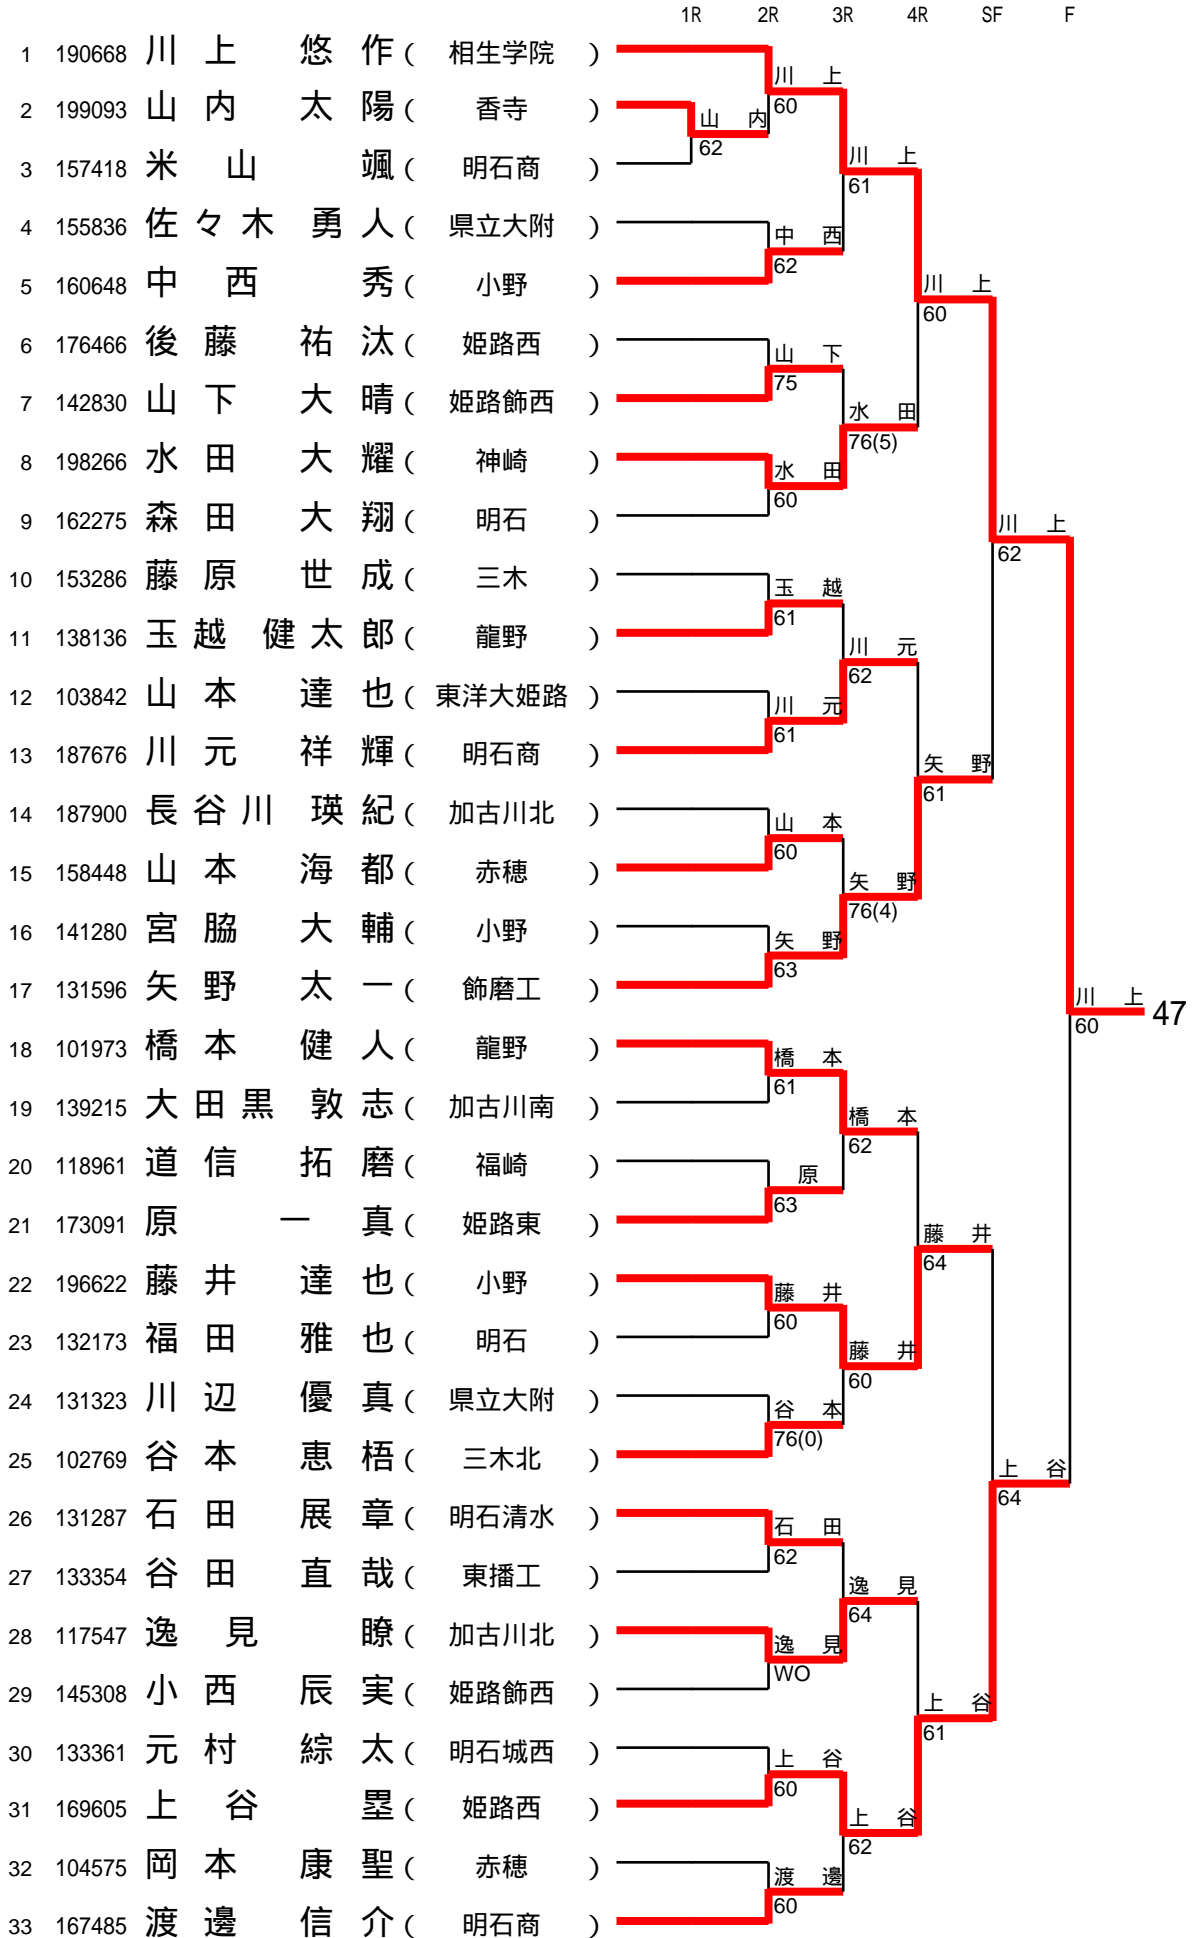 1R 2R 3R 4R SF F
1 190668 川上 悠作 ( 相生学院 )
川上
60
2 199093 山内 太陽 ( 香寺 )
山内
62
3 157418 米山 颯 ( 明石商 )
川上
61
4 155836 佐々木 勇人 ( 県立大附 )
中西
62
5 160648 中西 秀 ( 小野 )
川上
60
6 176466 後藤 祐汰 ( 姫路西 )
山下
75
7 142830 山下 大晴 ( 姫路飾西 )
水田
76(5)
8 198266 水田 大耀 ( 神崎 )
水田
60
9 162275 森田 大翔 ( 明石 )
川上
62
10 153286 藤原 世成 ( 三木 )
玉越
61
11 138136 玉越 健太郎 ( 龍野 )
川元
62
12 103842 山本 達也 ( 東洋大姫路 )
川元
61
13 187676 川元 祥輝 ( 明石商 )
矢野
61
14 187900 長谷川 瑛紀 ( 加古川北 )
山本
60
15 158448 山本 海都 ( 赤穂 )
矢野
76(4)
16 141280 宮脇 大輔 ( 小野 )
矢野
63
17 131596 矢野 太一 ( 飾磨工 )
川上
60
47
18 101973 橋本 健人 ( 龍野 )
橋本
61
19 139215 大田黒 敦志 ( 加古川南 )
橋本
62
20 118961 道信 拓磨 ( 福崎 )
原
63
21 173091 原 一真 ( 姫路東 )
藤井
64
22 196622 藤井 達也 ( 小野 )
藤井
60
23 132173 福田 雅也 ( 明石 )
藤井
60
24 131323 川辺 優真 ( 県立大附 )
谷本
76(0)
25 102769 谷本 恵梧 ( 三木北 )
上谷
64
26 131287 石田 展章 ( 明石清水 )
石田
62
27 133354 谷田 直哉 ( 東播工 )
逸見
64
28 117547 逸見 瞭 ( 加古川北 )
逸見
WO
29 145308 小西 辰実 ( 姫路飾西 )
上谷
61
30 133361 元村 綜太 ( 明石城西 )
上谷
60
31 169605 上谷 塁 ( 姫路西 )
上谷
62
32 104575 岡本 康聖 ( 赤穂 )
渡邊
60
33 167485 渡邊 信介 ( 明石商 )